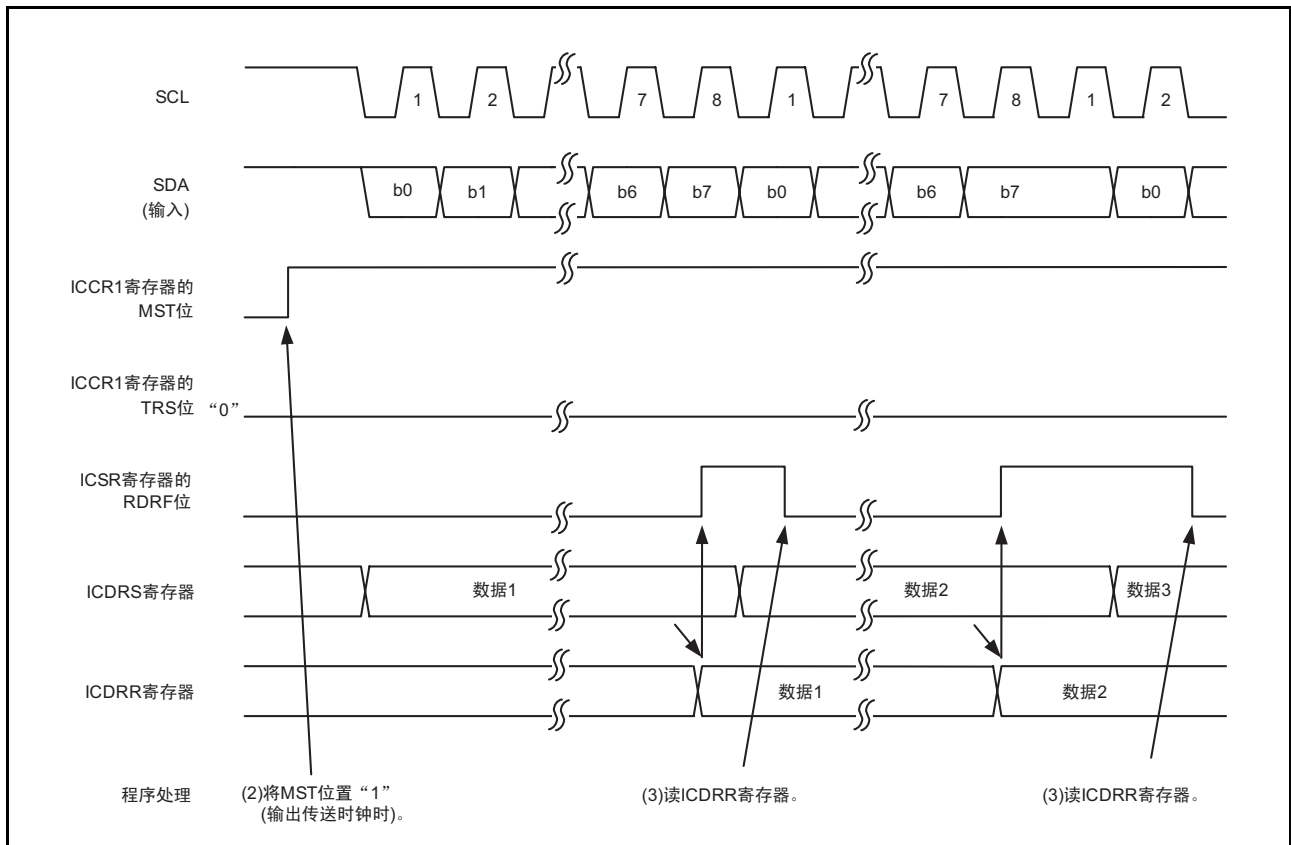 SCL
1 2 7 8 1 7 8 1 2
SDA
(输入)
b0 b1 b6 b7 b0 b6 b7 b0
ICCR1寄存器的
MST位
ICCR1寄存器的
TRS位 “0”
ICSR寄存器的
RDRF位
ICDRS寄存器 数据1 数据2 数据3
ICDRR寄存器 数据1 数据2
程序处理 (2)将MST位置“1” (3)读ICDRR寄存器。 (3)读ICDRR寄存器。
(输出传送时钟时)。